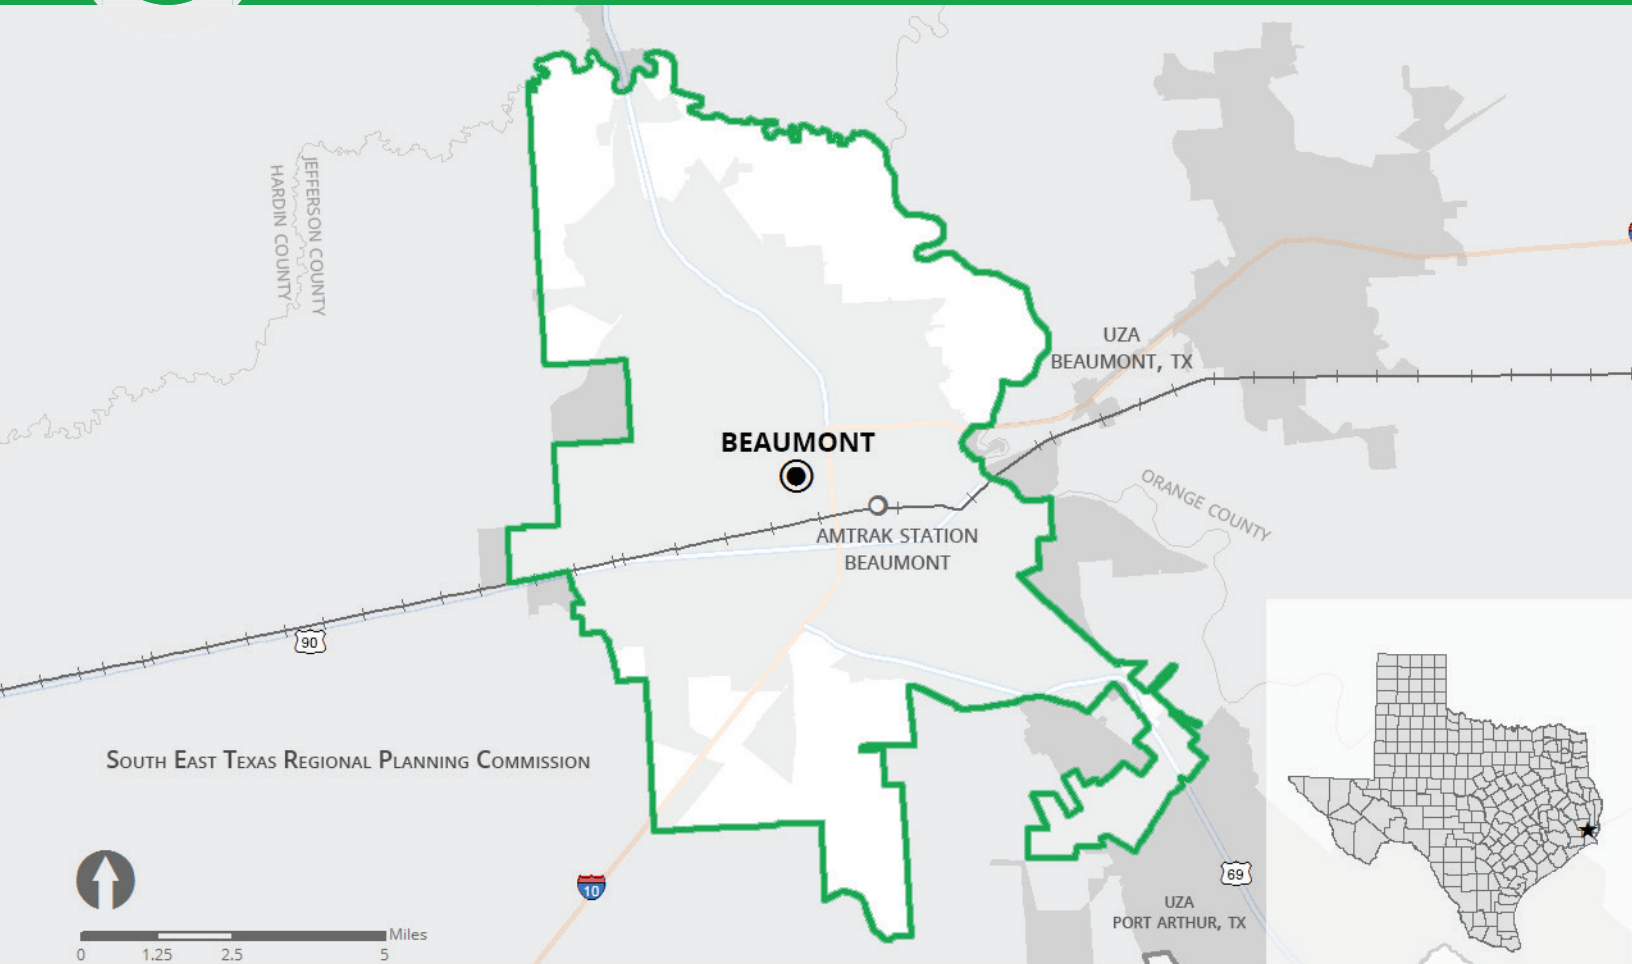 JEFFERSON COUNTY
HARDIN COUNTY
UZA
BEAUMONT, TX
BEAUMONT
AMTRAK STATION
BEAUMONT
ORANGE COUNTY
90
SOUTH EAST TEXAS REGIONAL PLANNING COMMISSION
10
69
UZA
PORT ARTHUR, TX
Miles
0 1.25 2.5 5